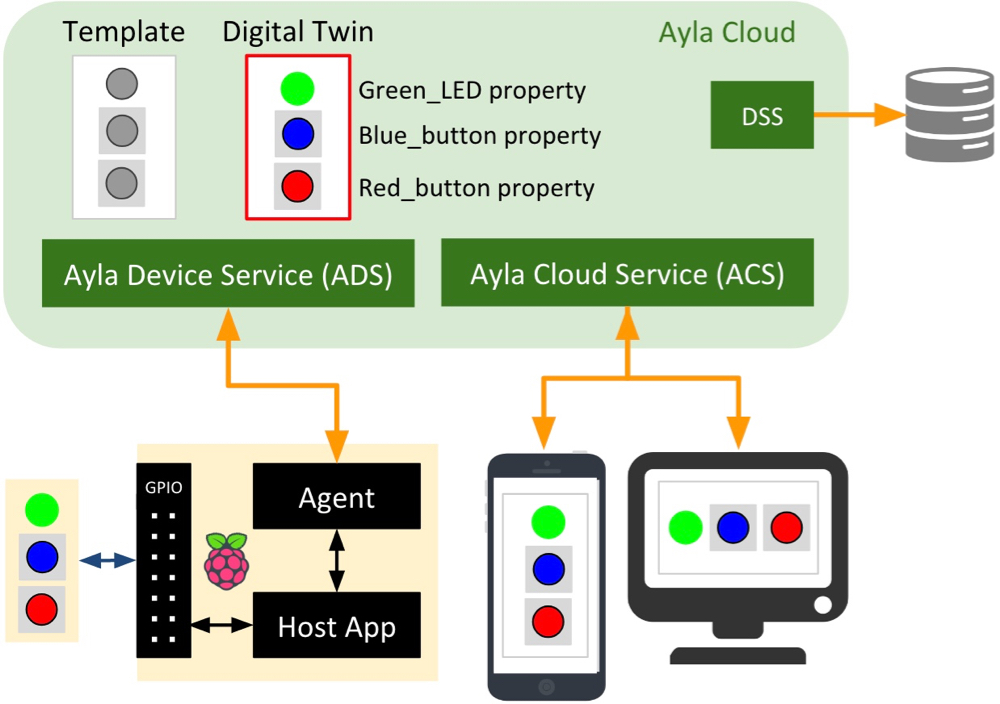 Template
Digital Twin
Ayla Cloud
Green_LED property
Blue_button property
Red_button property
DSS
Ayla Device Service (ADS)
Ayla Cloud Service (ACS)
GPIO
Agent
Host App